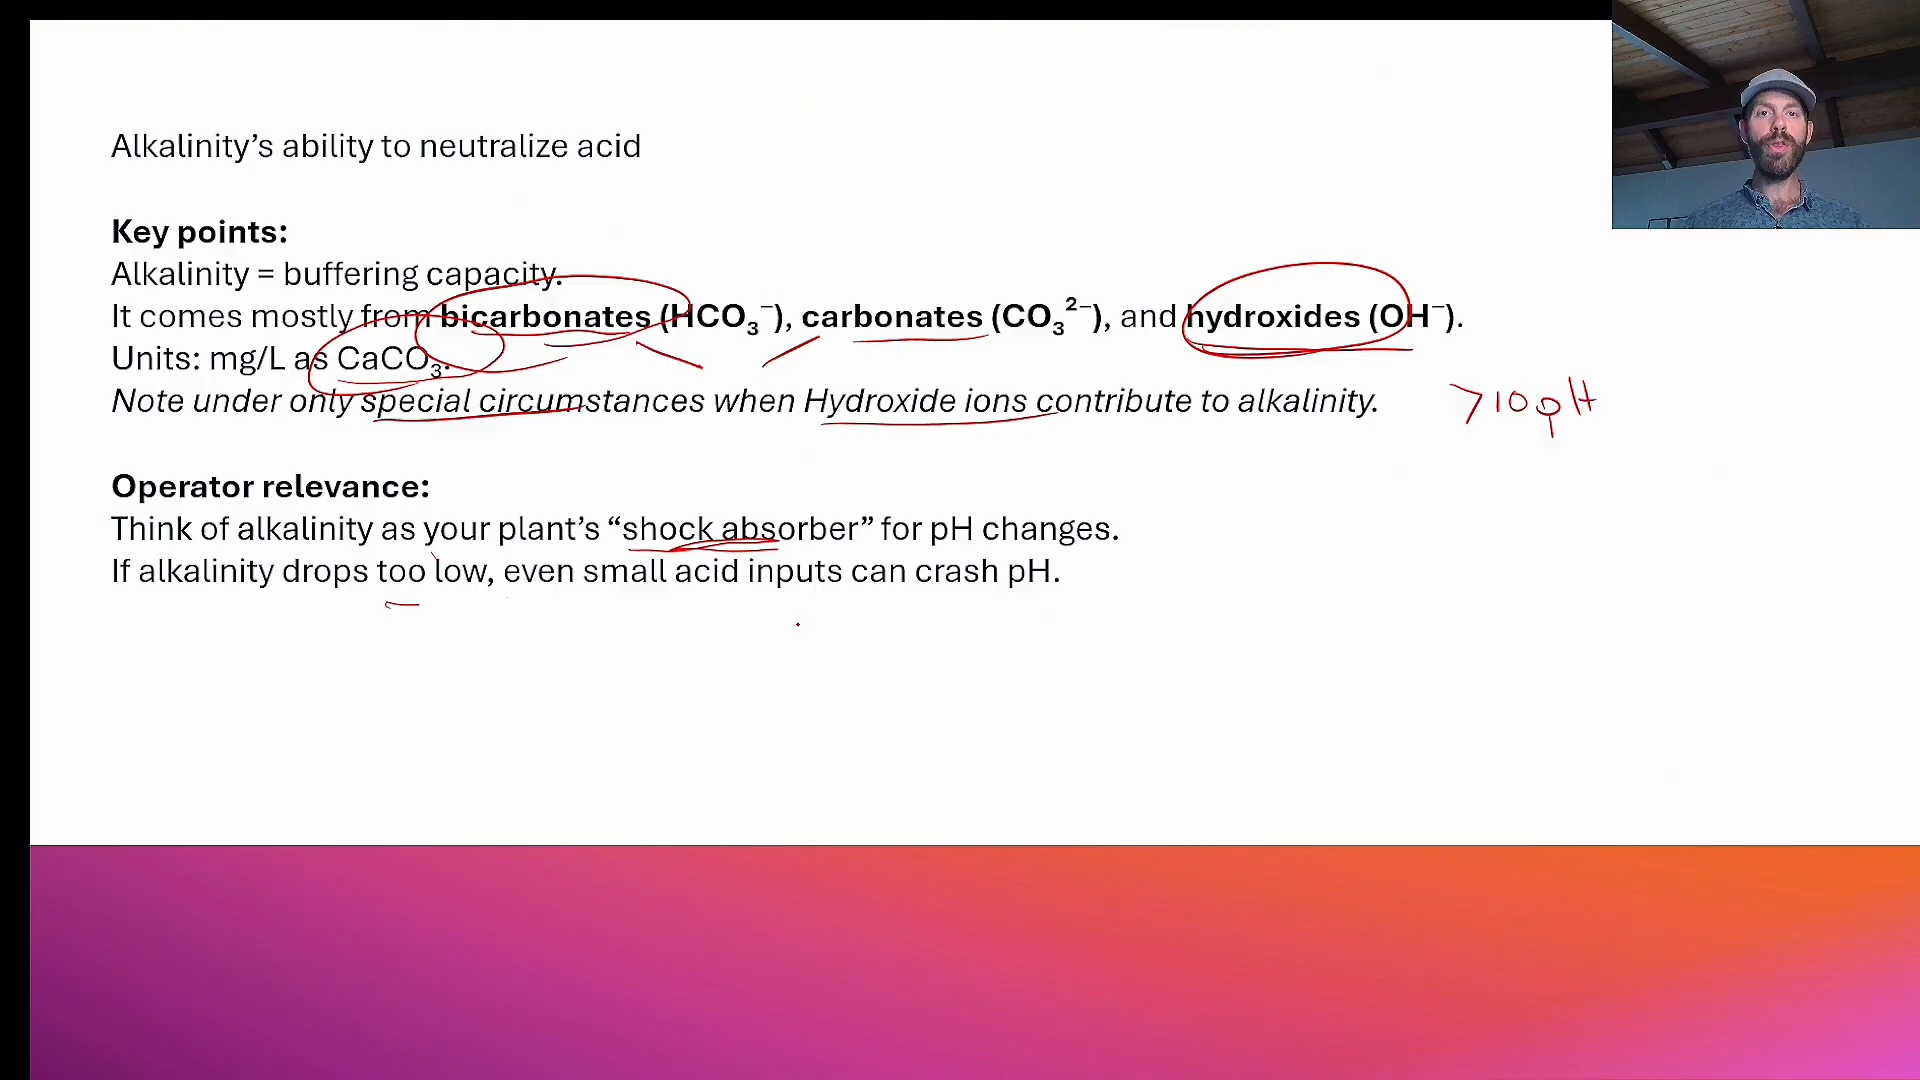 Alkalinity’s ability to neutralize acid
Key points:
Alkalinity = buffering capacity.
It comes mostly from bicarbonates (HCO₃⁻), carbonates (CO₃²⁻), and hydroxides (OH⁻).
Units: mg/L as CaCO₃.
Note under only special circumstances when Hydroxide ions contribute to alkalinity.
>10 pH
Operator relevance:
Think of alkalinity as your plant’s “shock absorber” for pH changes.
If alkalinity drops too low, even small acid inputs can crash pH.